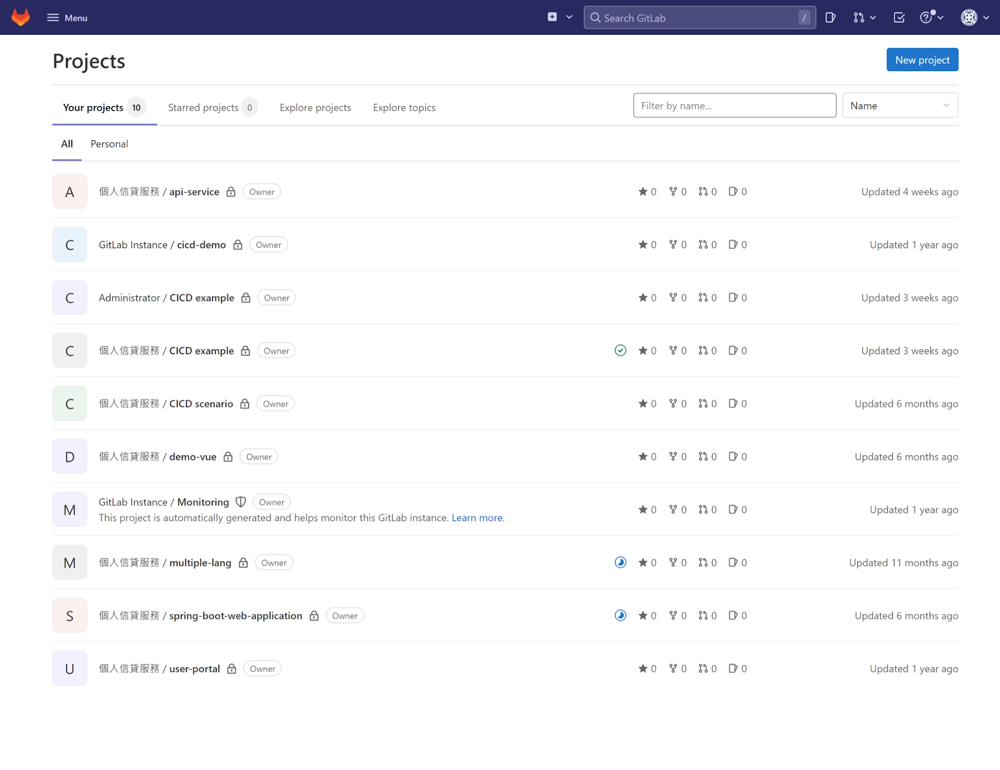 Menu
Search GitLab /
Projects
New project
Your projects 10 Starred projects 0 Explore projects Explore topics Filter by name... Name
All Personal
A 個人信貸服務 / api-service Owner 0 0 0 0 Updated 4 weeks ago
C GitLab Instance / cicd-demo Owner 0 0 0 0 Updated 1 year ago
C Administrator / CICD example Owner 0 0 0 0 Updated 3 weeks ago
C 個人信貸服務 / CICD example Owner 0 0 0 0 Updated 3 weeks ago
C 個人信貸服務 / CICD scenario Owner 0 0 0 0 Updated 6 months ago
D 個人信貸服務 / demo-vue Owner 0 0 0 0 Updated 6 months ago
M GitLab Instance / Monitoring Owner 0 0 0 0 Updated 1 year ago
This project is automatically generated and helps monitor this GitLab instance. Learn more.
M 個人信貸服務 / multiple-lang Owner 0 0 0 0 Updated 11 months ago
S 個人信貸服務 / spring-boot-web-application Owner 0 0 0 0 Updated 6 months ago
U 個人信貸服務 / user-portal Owner 0 0 0 0 Updated 1 year ago